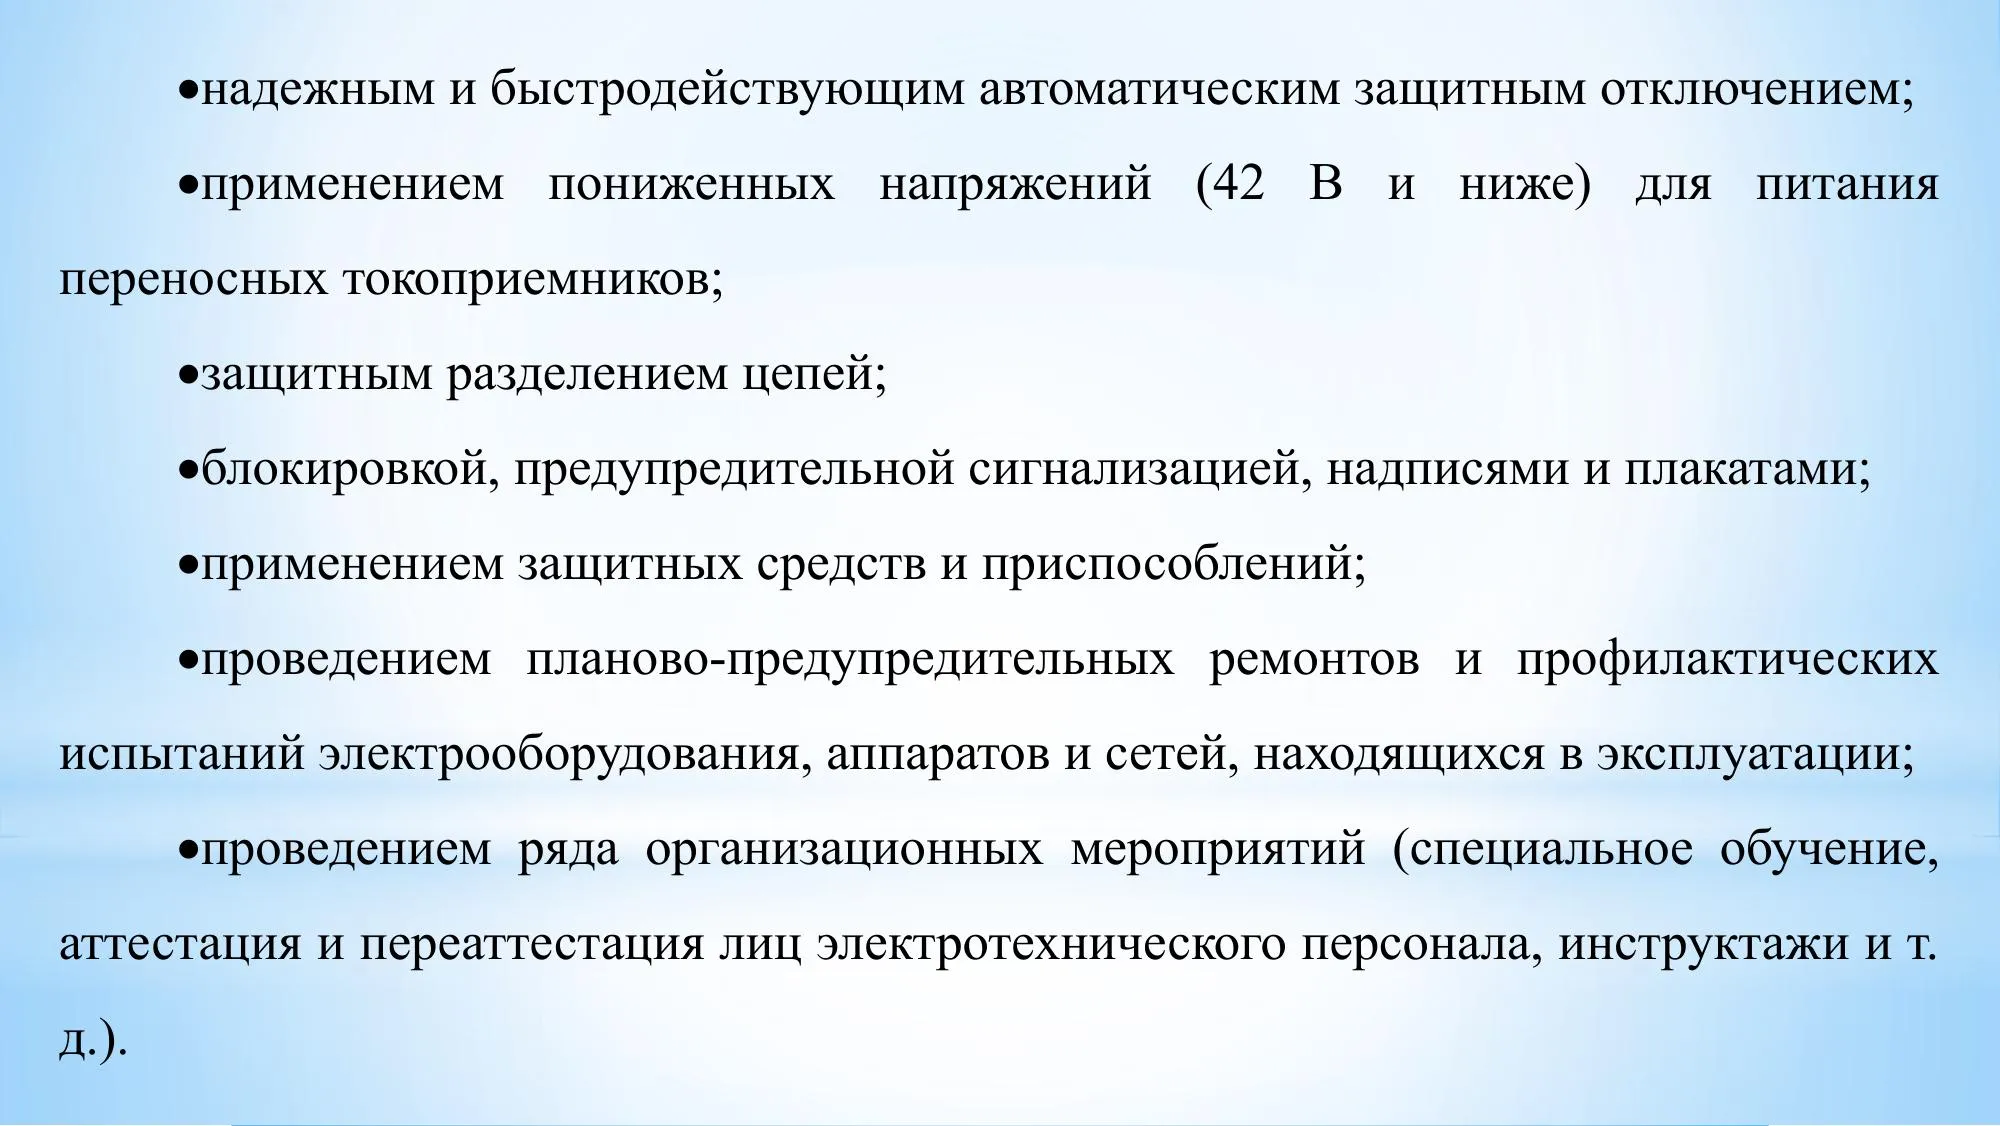 •надежным и быстродействующим автоматическим защитным отключением;
•применением пониженных напряжений (42 В и ниже) для питания
переносных токоприемников;
•защитным разделением цепей;
•блокировкой, предупредительной сигнализацией, надписями и плакатами;
•применением защитных средств и приспособлений;
•проведением планово-предупредительных ремонтов и профилактических
испытаний электрооборудования, аппаратов и сетей, находящихся в эксплуатации;
•проведением ряда организационных мероприятий (специальное обучение,
аттестация и переаттестация лиц электротехнического персонала, инструктажи и т.
д.).